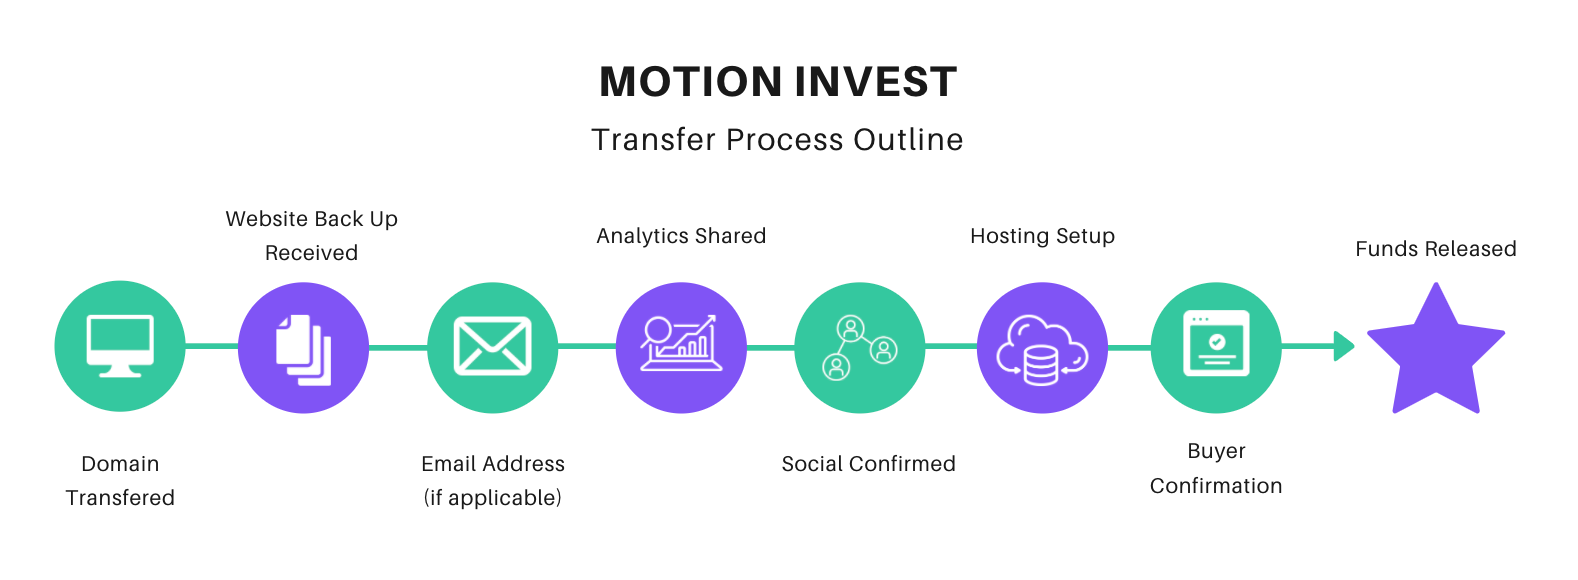 MOTION INVEST
Transfer Process Outline
Domain
Transfered
Website Back Up
Received
Email Address
(if applicable)
Analytics Shared
Social Confirmed
Hosting Setup
Buyer
Confirmation
Funds Released